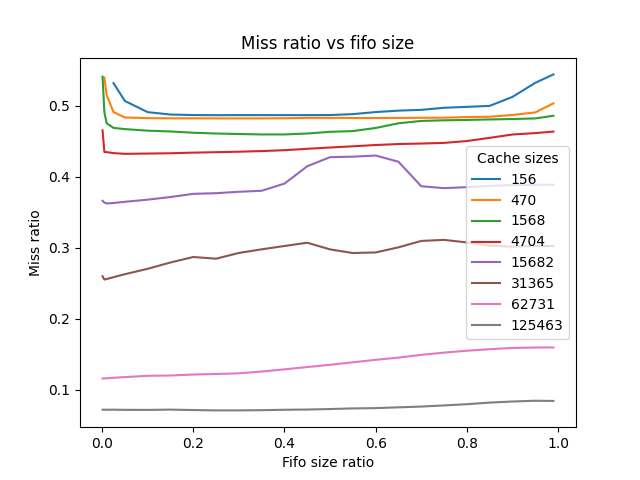 Miss ratio vs fifo size
Miss ratio
0.5
0.4
0.3
0.2
0.1
Cache sizes
156
470
1568
4704
15682
31365
62731
125463
0.0 0.2 0.4 0.6 0.8 1.0
Fifo size ratio